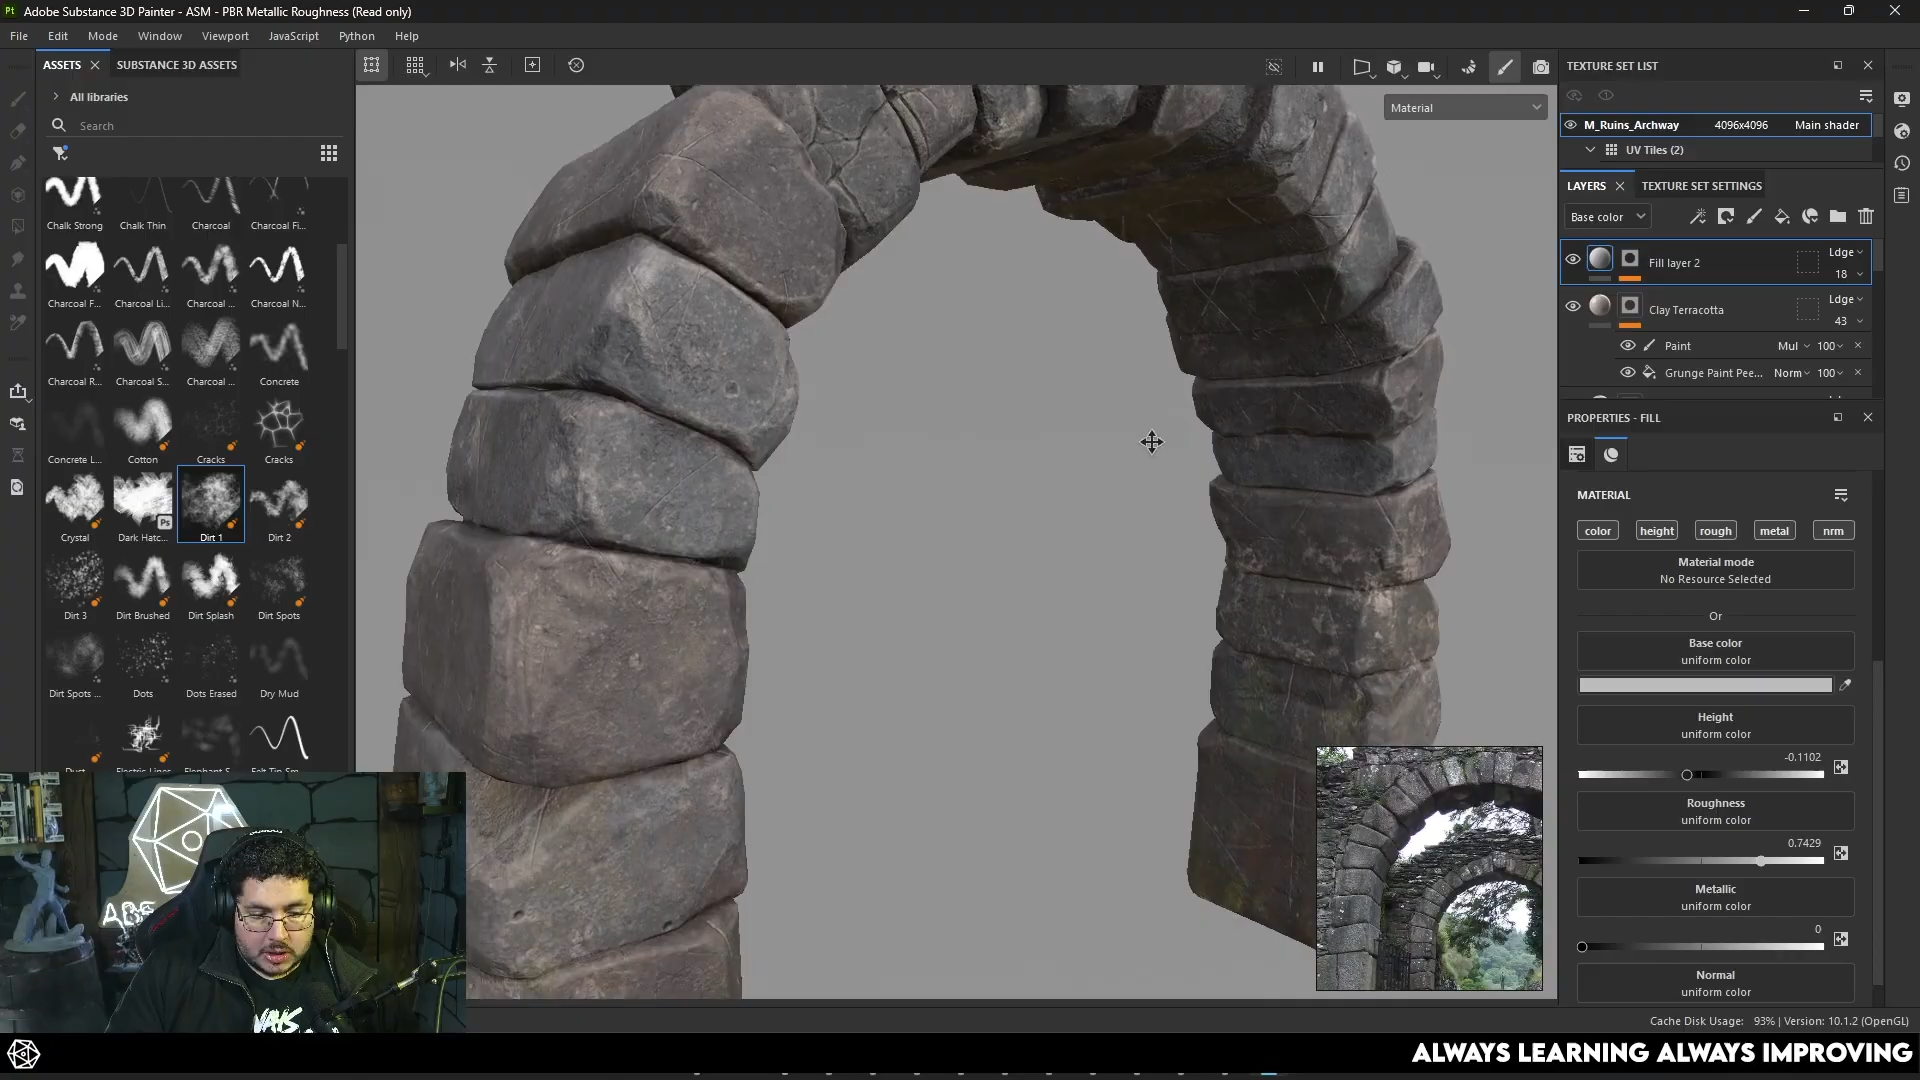 Pt Adobe Substance 3D Painter - ASM - PBR Metallic Roughness (Read only)
File Edit Mode Window Viewport JavaScript Python Help
ASSETS SUBSTANCE 3D ASSETS
All libraries
Search
Chalk Strong Chalk Thin Charcoal Charcoal Fi...
Charcoal F... Charcoal Li... Charcoal ... Charcoal N...
Charcoal R... Charcoal S... Charcoal ... Concrete
Concrete L... Cotton Cracks Cracks
Ps
Crystal Dark Hatc... Dirt 1 Dirt 2
Dirt 3 Dirt Brushed Dirt Splash Dirt Spots
Dirt Spots ... Dots Dots Erased Dry Mud
Material
TEXTURE SET LIST
M_Ruins_Archway 4096x4096 Main shader
UV Tiles (2)
LAYERS TEXTURE SET SETTINGS
Base color
Fill layer 2 Ldge 18
Clay Terracotta Ldge 43
Paint Mul 100
Grunge Paint Pee... Norm 100
PROPERTIES - FILL
MATERIAL
color height rough metal nrm
Material mode
No Resource Selected
Or
Base color
uniform color
Height
uniform color
-0.1102
Roughness
uniform color
0.7429
Metallic
uniform color
0
Normal
uniform color
Cache Disk Usage: 93% | Version: 10.1.2 (OpenGL)
ALWAYS LEARNING ALWAYS IMPROVING